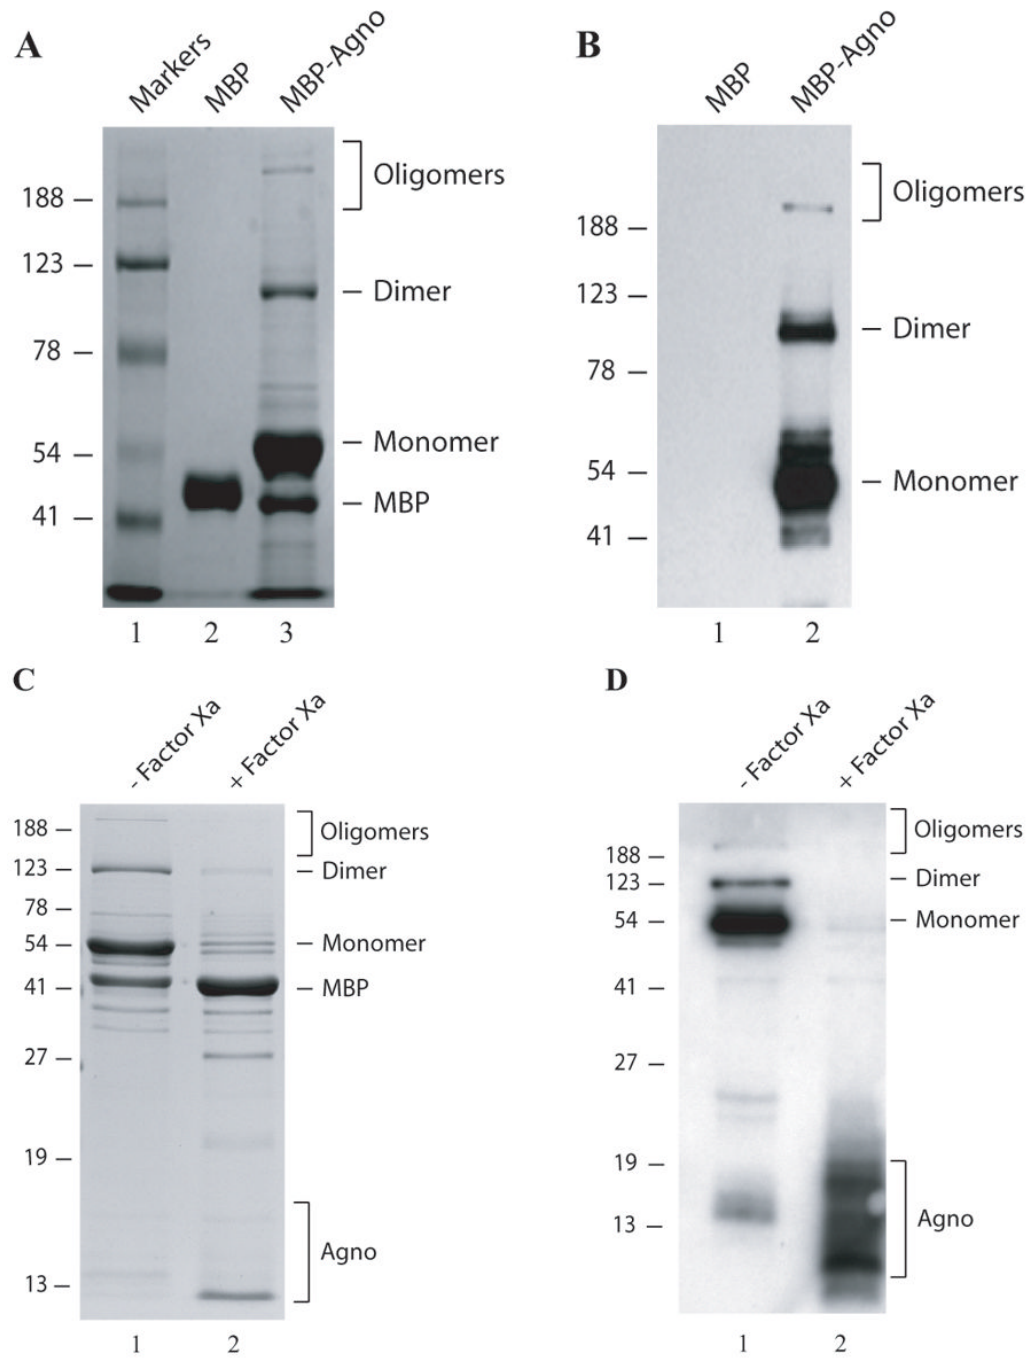 A
Markers
MBP
MBP-Agno
188
123
78
54
41
Oligomers
Dimer
Monomer
MBP
1 2 3
B
MBP
MBP-Agno
188
123
78
54
41
Oligomers
Dimer
Monomer
1 2
C
- Factor Xa
+ Factor Xa
188
123
78
54
41
27
19
13
Oligomers
Dimer
Monomer
MBP
Agno
1 2
D
- Factor Xa
+ Factor Xa
188
123
54
41
27
19
13
Oligomers
Dimer
Monomer
Agno
1 2